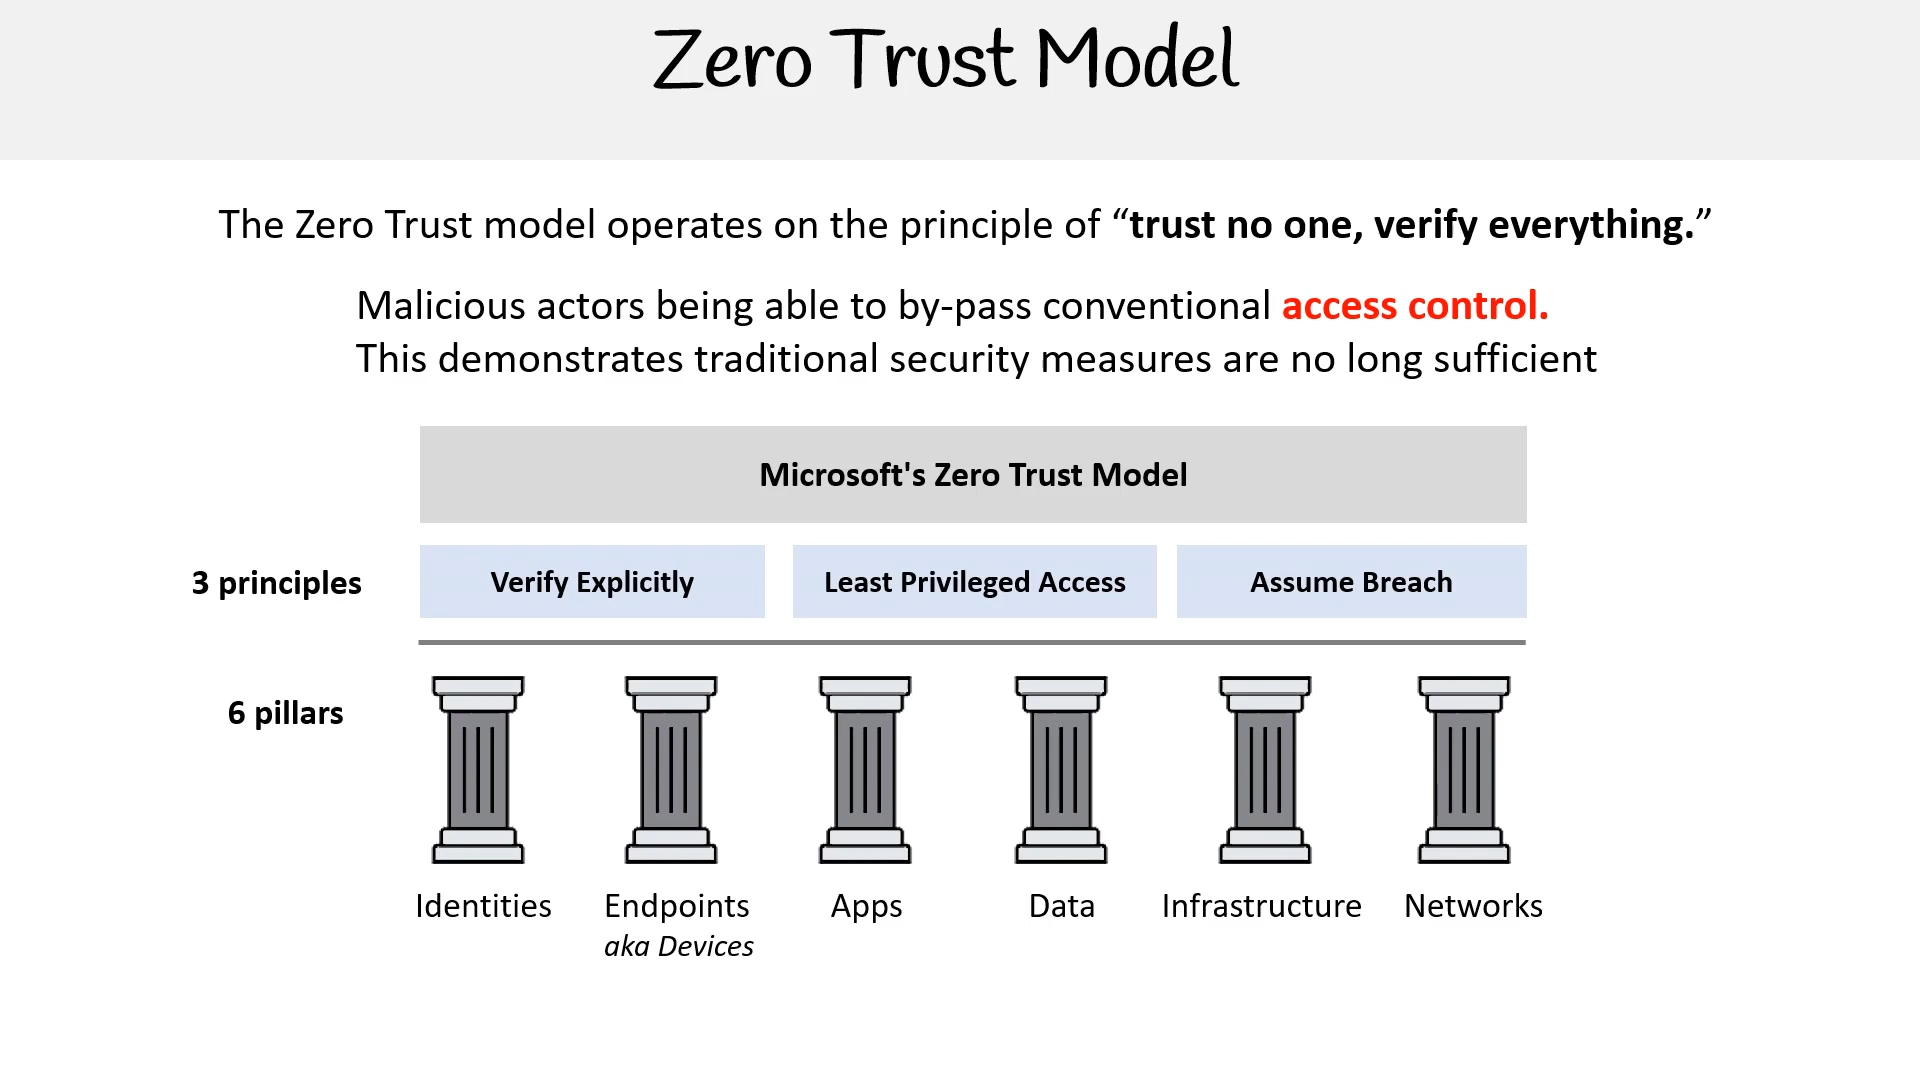 Zero Trust Model
The Zero Trust model operates on the principle of “trust no one, verify everything.”
Malicious actors being able to by-pass conventional access control.
This demonstrates traditional security measures are no long sufficient
Microsoft's Zero Trust Model
3 principles
Verify Explicitly
Least Privileged Access
Assume Breach
6 pillars
Identities
Endpoints
aka Devices
Apps
Data
Infrastructure
Networks